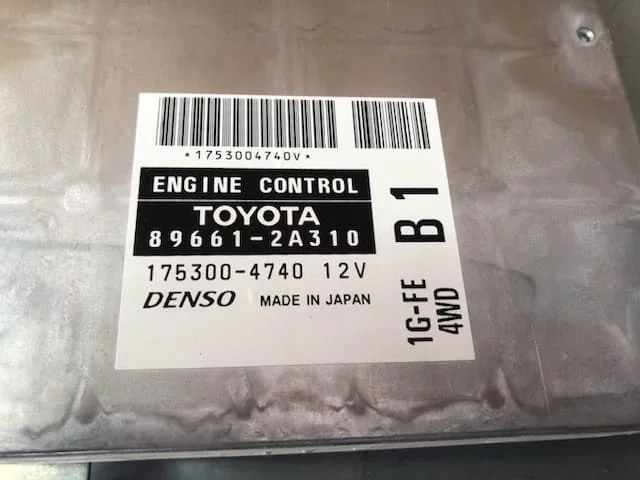 *1753004740V*
ENGINE CONTROL
TOYOTA
89661-2A310
175300-4740 12V
DENSO MADE IN JAPAN
B1
1G-FE
4WD